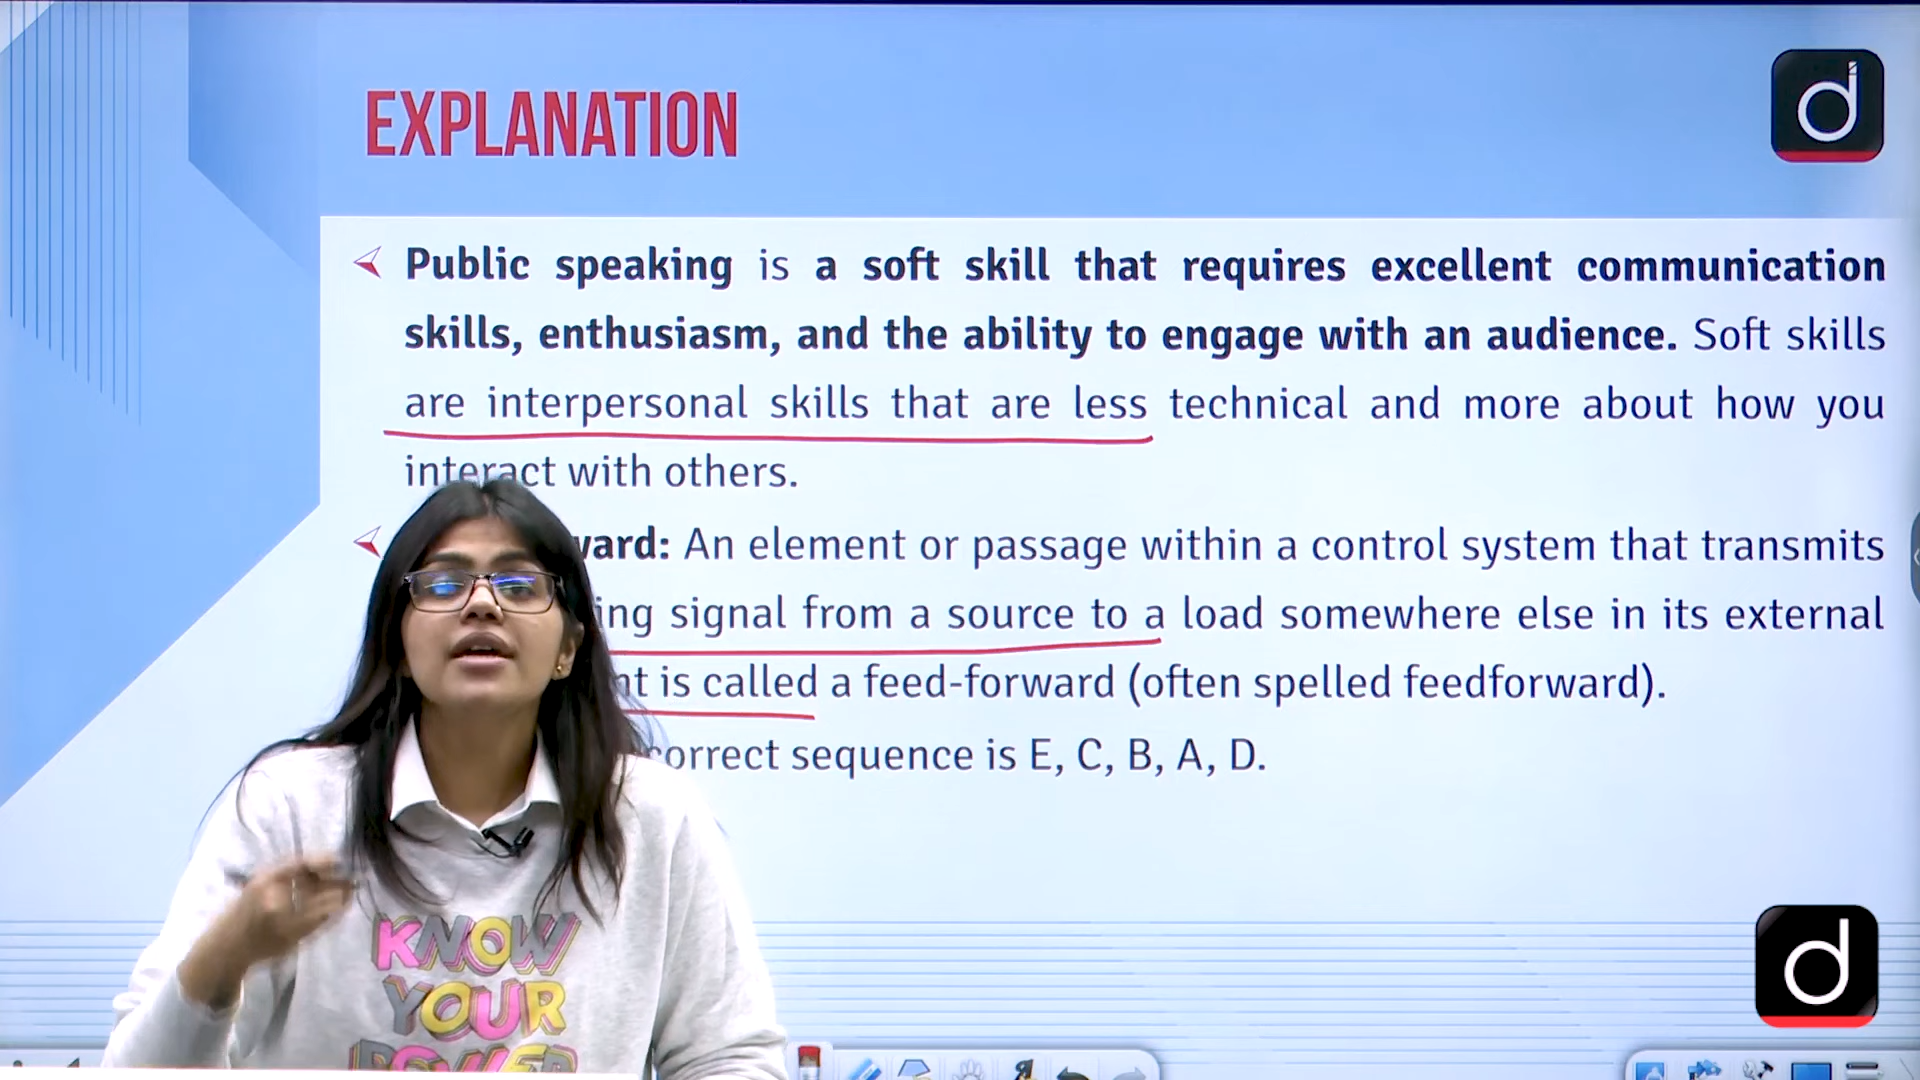 EXPLANATION
d
Public speaking is a soft skill that requires excellent communication
skills, enthusiasm, and the ability to engage with an audience. Soft skills
are interpersonal skills that are less technical and more about how you
interact with others.
An element or passage within a control system that transmits
signal from a source to a load somewhere else in its external
is called a feed-forward (often spelled feedforward).
correct sequence is E, C, B, A, D.
KNOW
YOUR
POWER
d